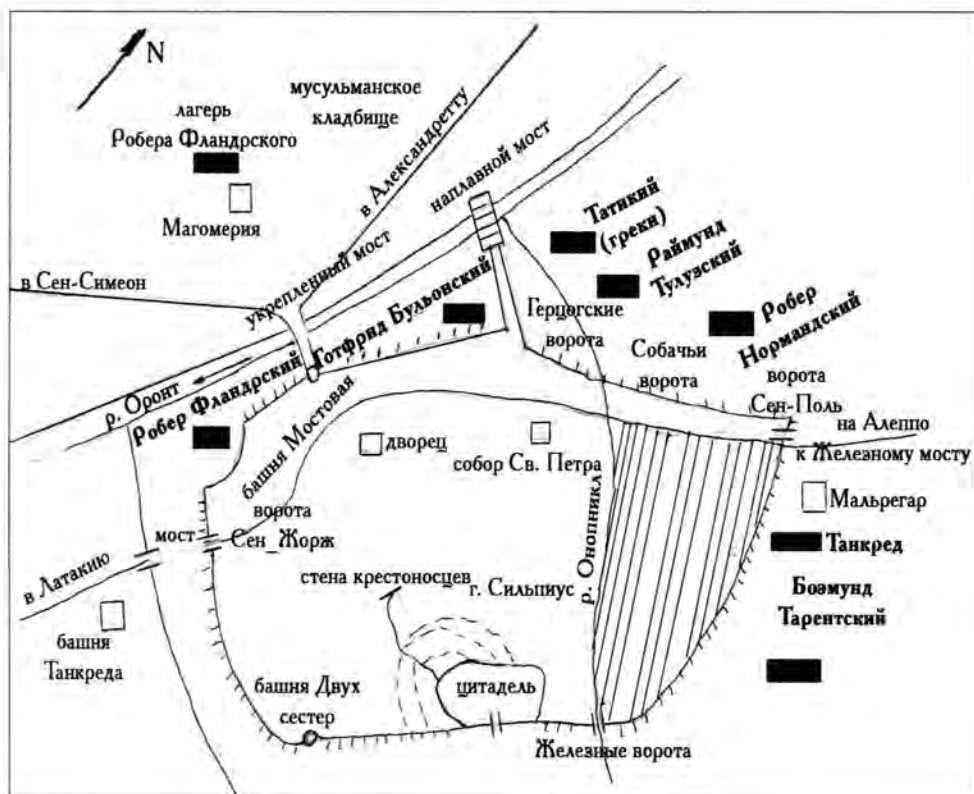 N
мусульманское
кладбище
лагерь
Робера Фландрского
Магомерия
в Александретту
наплавной мост
укрепленный мост
в Сен-Симеон
р. Оронт
Готфрид Бульонский
Робер Фландрский
Татикий
(греки)
Раймунд
Тулузский
Робер
Нормандский
Герцогские
ворота
Собачьи
ворота
ворота
Сен-Поль
на Алеппо
к Железному мосту
Мальрегар
Танкред
Боэмунд
Тарентский
башня Мостовая
дворец
собор Св. Петра
ворота
Сен_Жорж
мост
в Латакию
башня
Танкреда
стена крестоносцев
г. Сильпиус
р. Онопникл
башня Двух
сестер
цитадель
Железные ворота